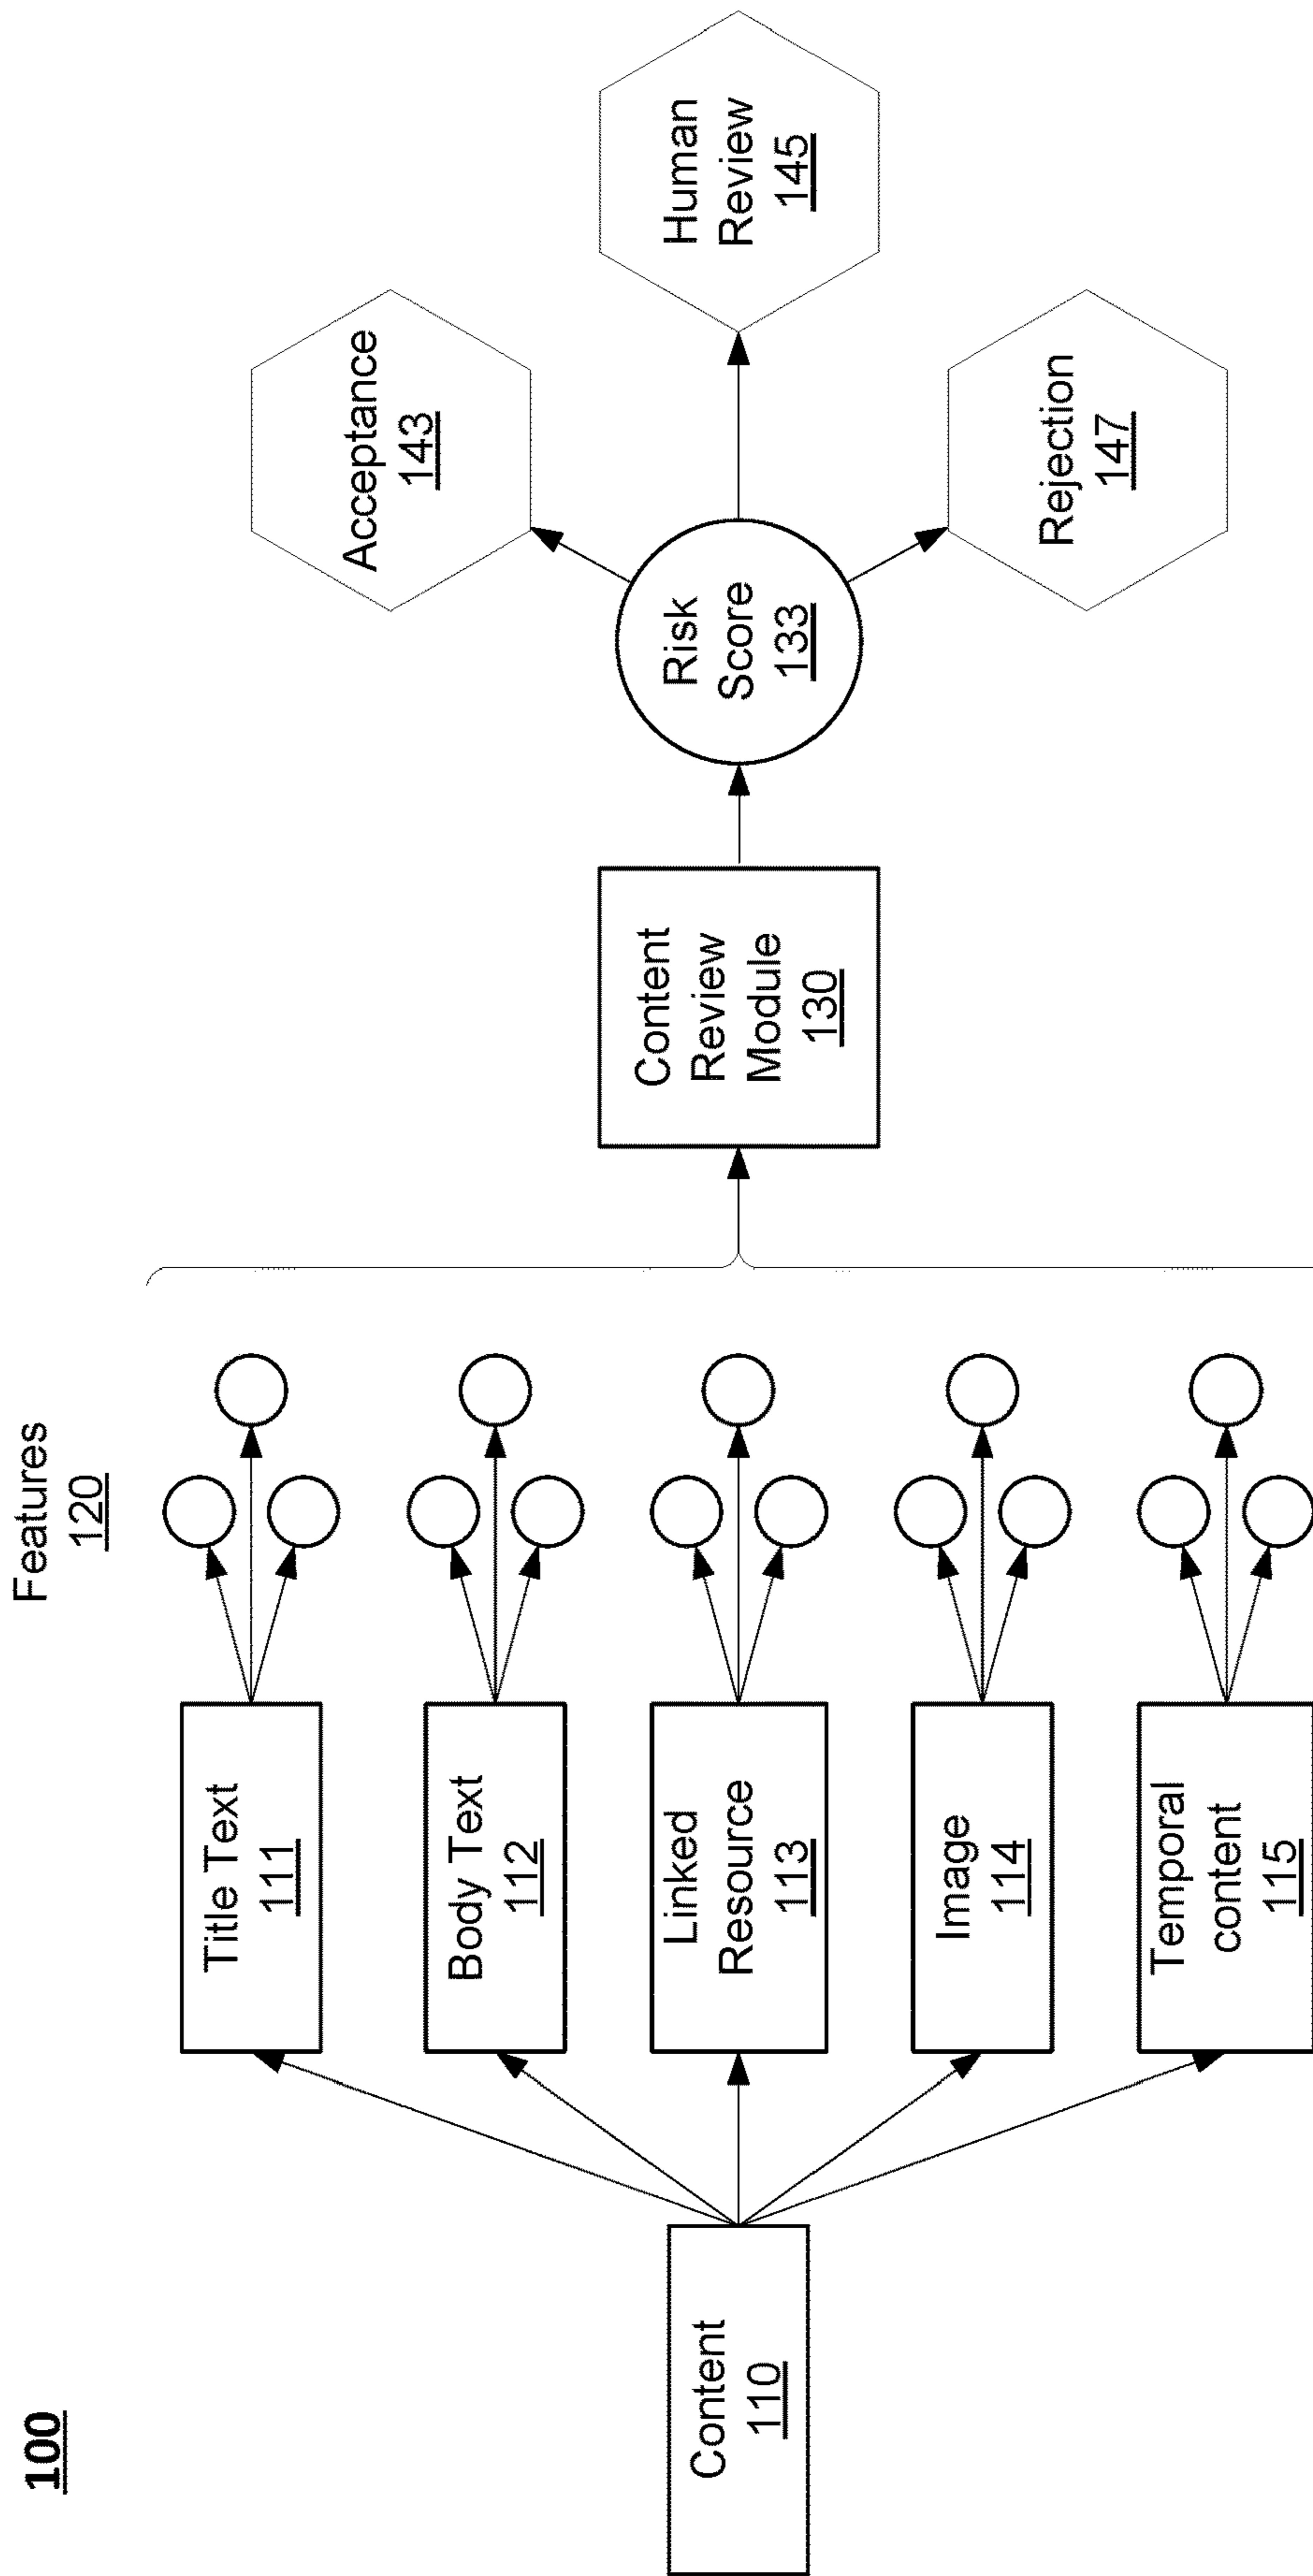 100
Features
120
Content
110
Title Text
111
Body Text
112
Linked
Resource
113
Image
114
Temporal
content
115
Content
Review
Module
130
Risk
Score
133
Acceptance
143
Human
Review
145
Rejection
147